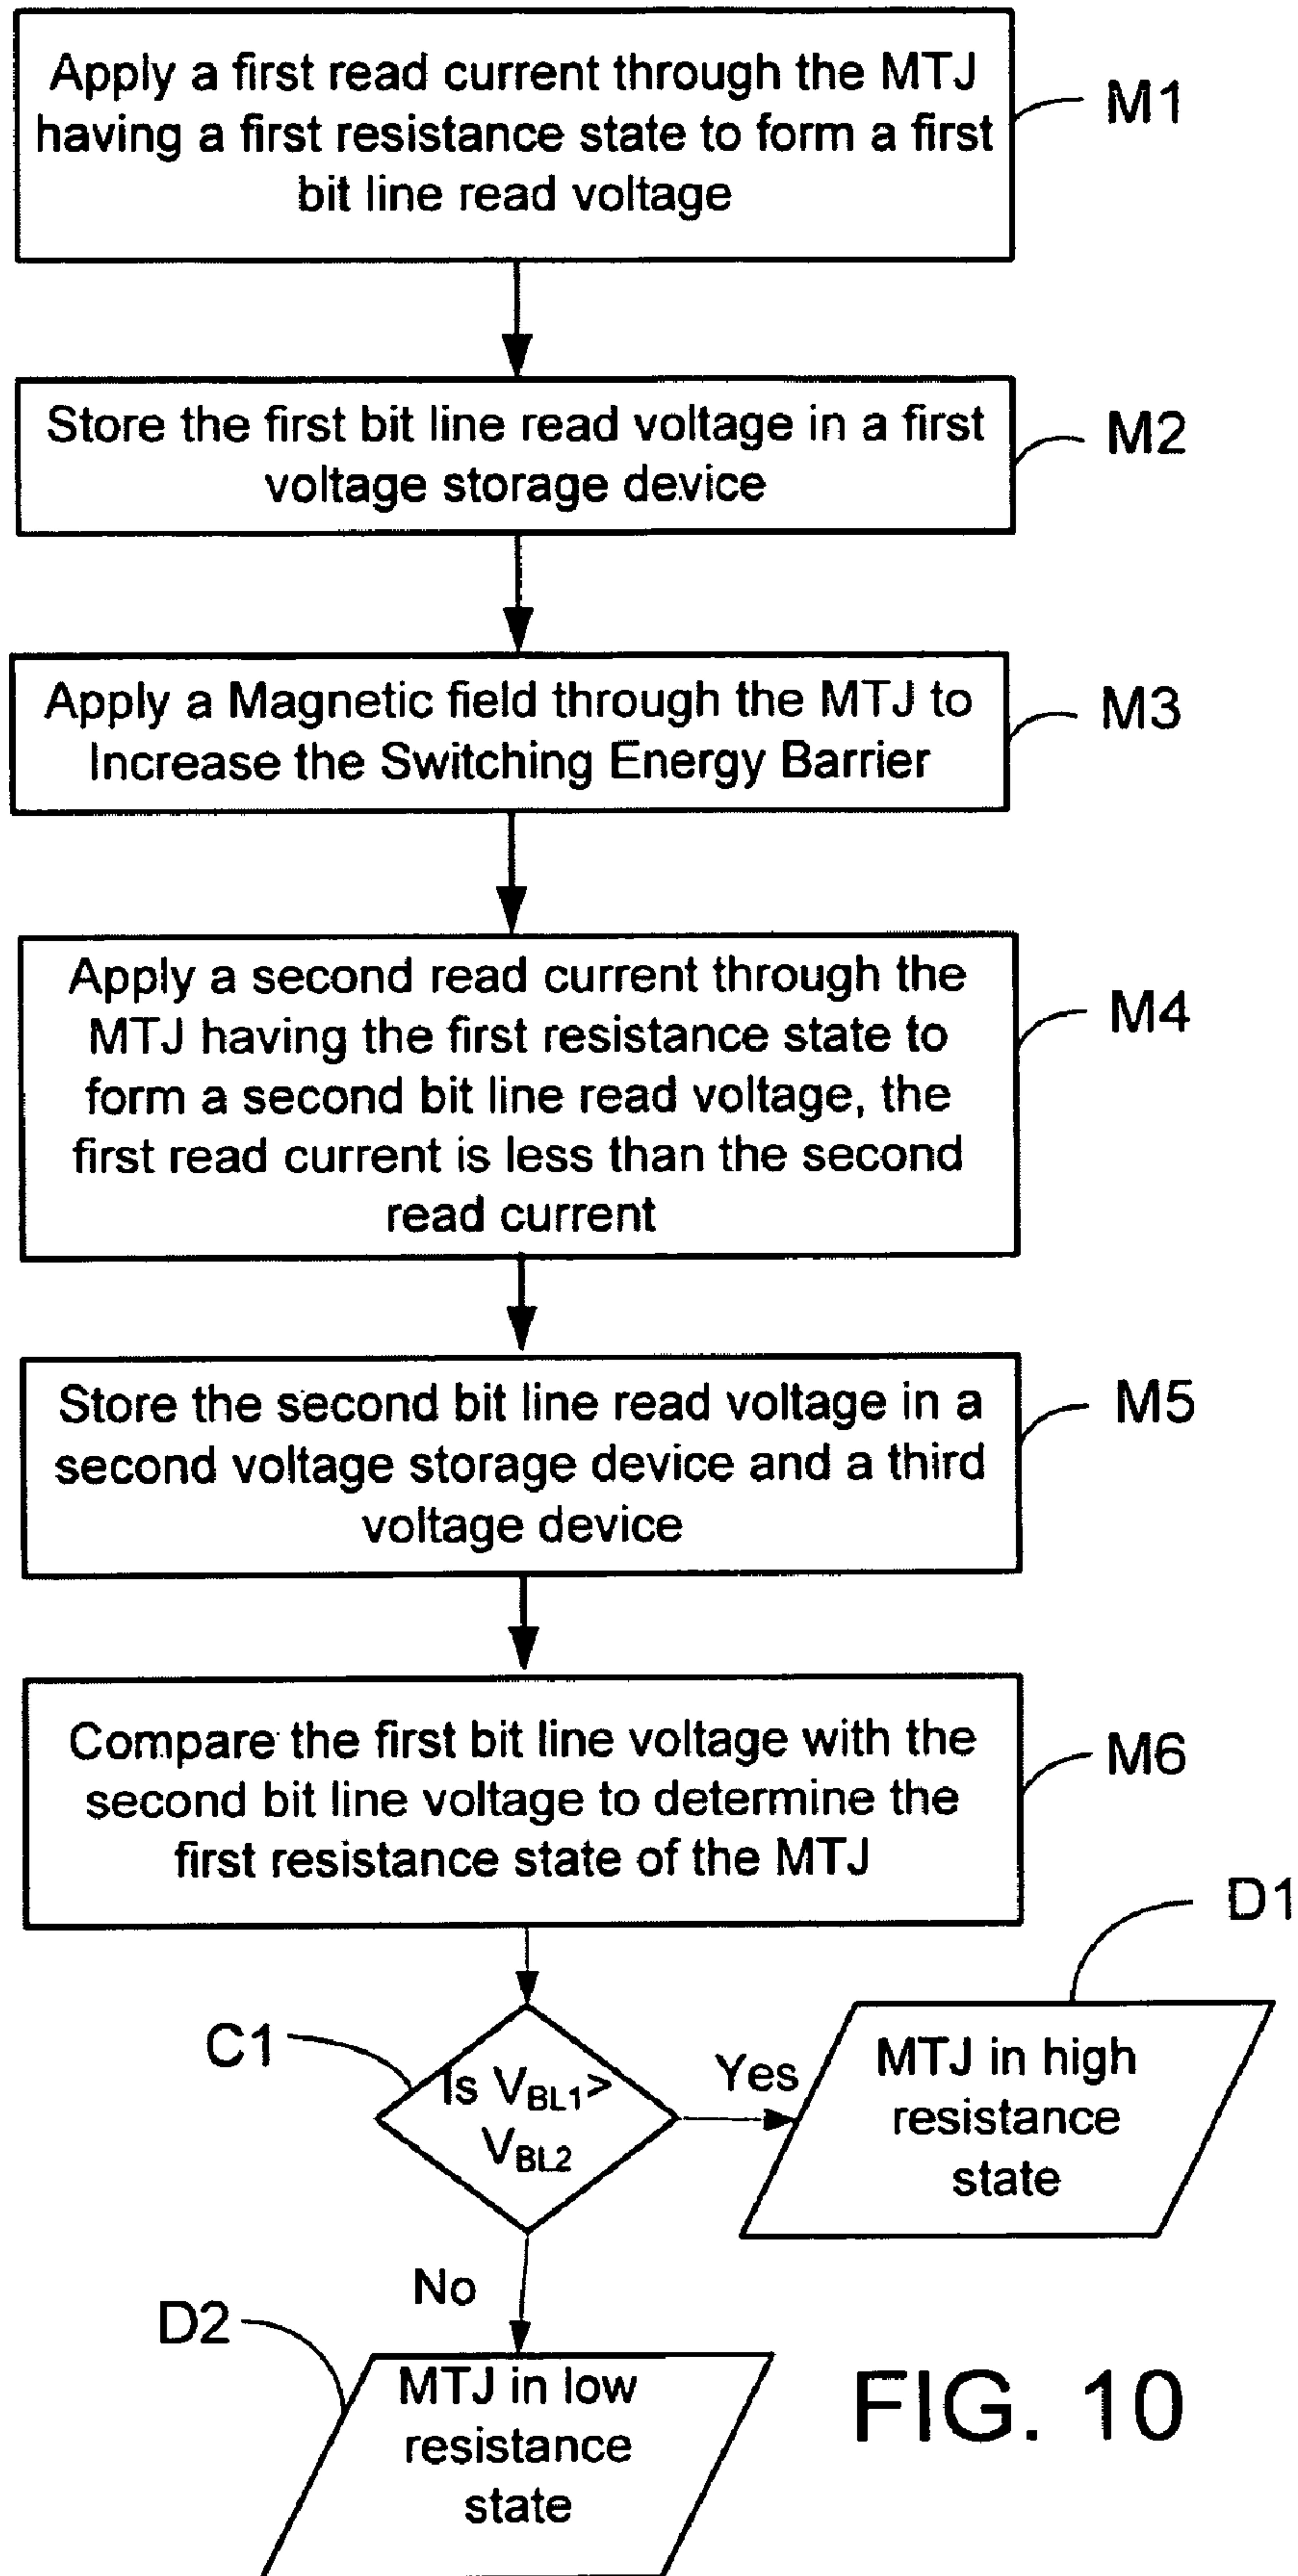 Apply a first read current through the MTJ
having a first resistance state to form a first
bit line read voltage
M1
Store the first bit line read voltage in a first
voltage storage device
M2
Apply a Magnetic field through the MTJ to
Increase the Switching Energy Barrier
M3
Apply a second read current through the
MTJ having the first resistance state to
form a second bit line read voltage, the
first read current is less than the second
read current
M4
Store the second bit line read voltage in a
second voltage storage device and a third
voltage device
M5
Compare the first bit line voltage with the
second bit line voltage to determine the
first resistance state of the MTJ
M6
C1
Is VBL1>
VBL2
Yes
D1
MTJ in high
resistance
state
No
D2
MTJ in low
resistance
state
FIG. 10